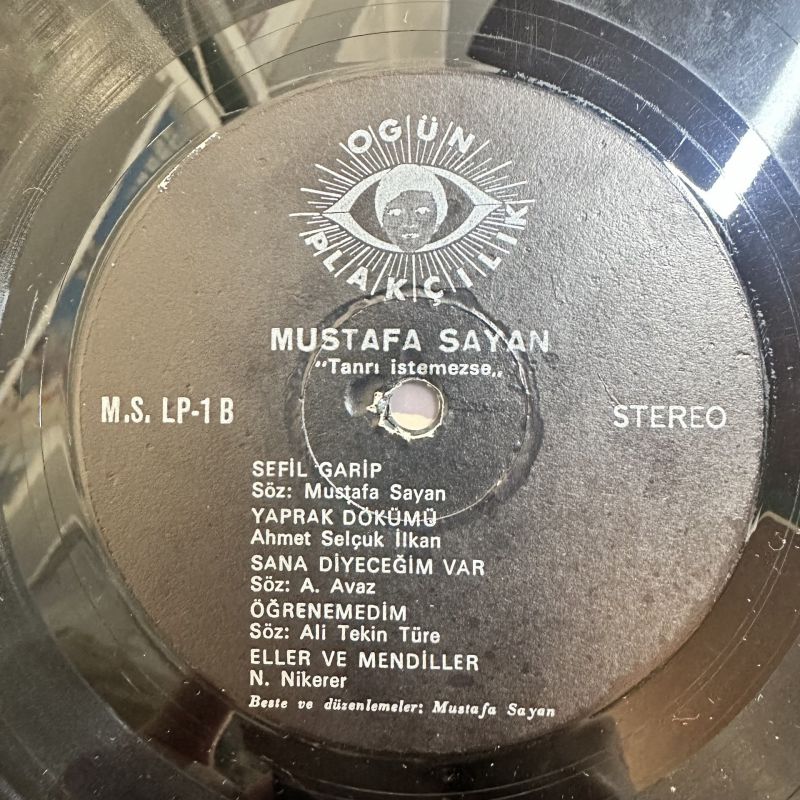 OGÜN
PLAKÇILIK
MUSTAFA SAYAN
"Tanrı istemezse„
M.S. LP-1 B
STEREO
SEFİL GARİP
Söz: Mustafa Sayan
YAPRAK DÖKÜMÜ
Ahmet Selçuk İlkan
SANA DİYECEĞİM VAR
Söz: A. Avaz
ÖĞRENEMEDİM
Söz: Ali Tekin Türe
ELLER VE MENDİLLER
N. Nikerer
Beste ve düzenlemeler: Mustafa Sayan